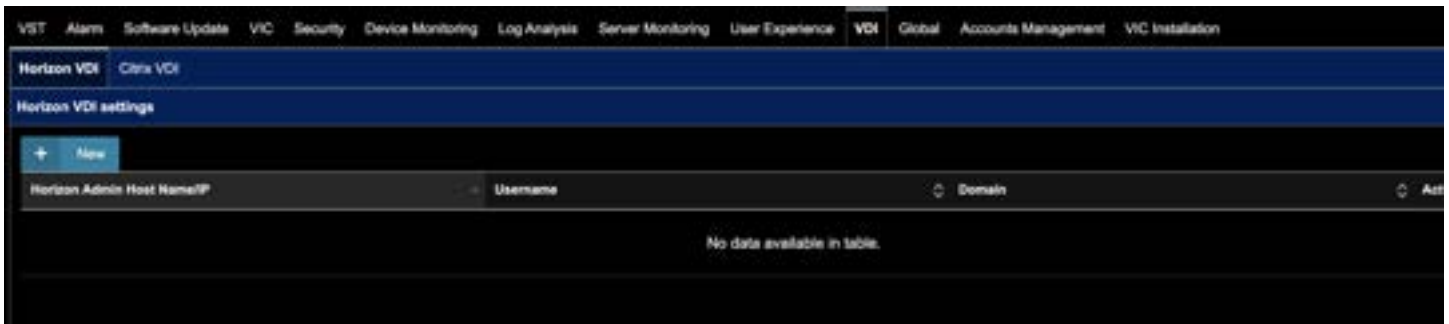 VST Alarm Software Update VIC Security Device Monitoring Log Analysis Server Monitoring User Experience VDI Global Accounts Management VIC Installation
Horizon VDI Citrix VDI
Horizon VDI settings
+ New
Horizon Admin Host Name/IP Username Domain Act
No data available in table.